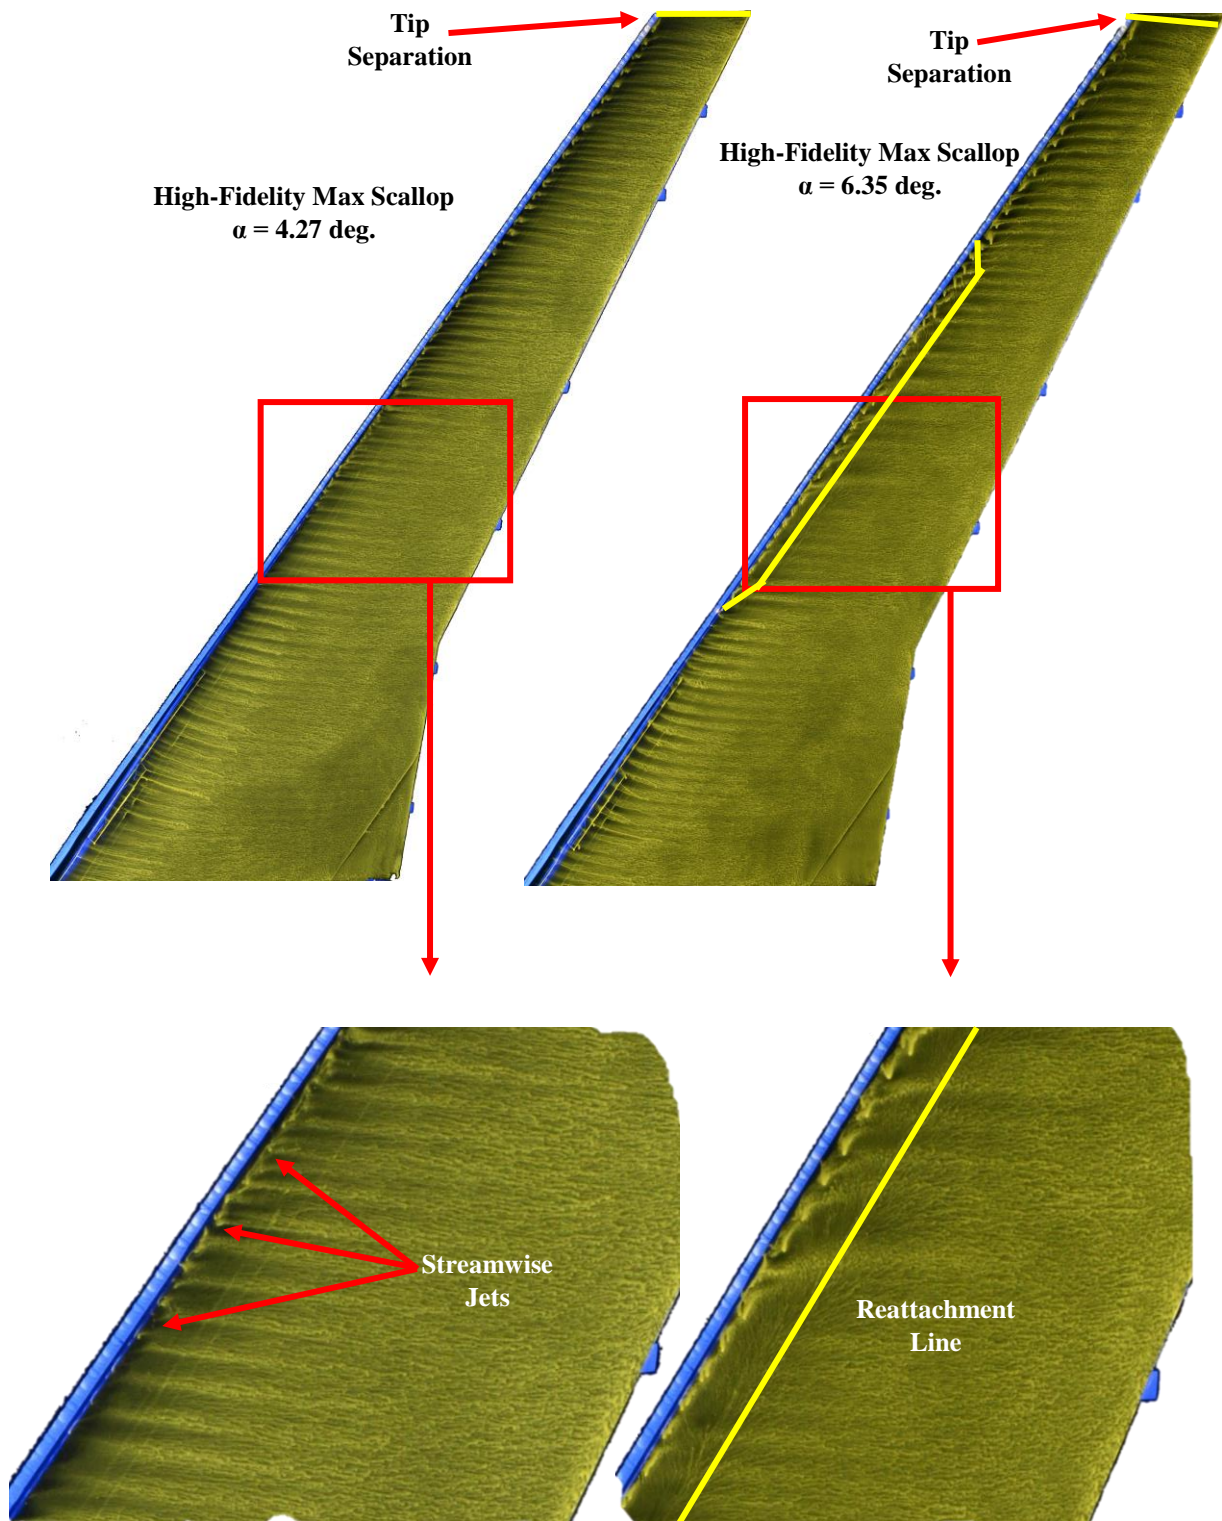 Tip
Separation
Tip
Separation
High-Fidelity Max Scallop
α = 4.27 deg.
High-Fidelity Max Scallop
α = 6.35 deg.
Streamwise
Jets
Reattachment
Line